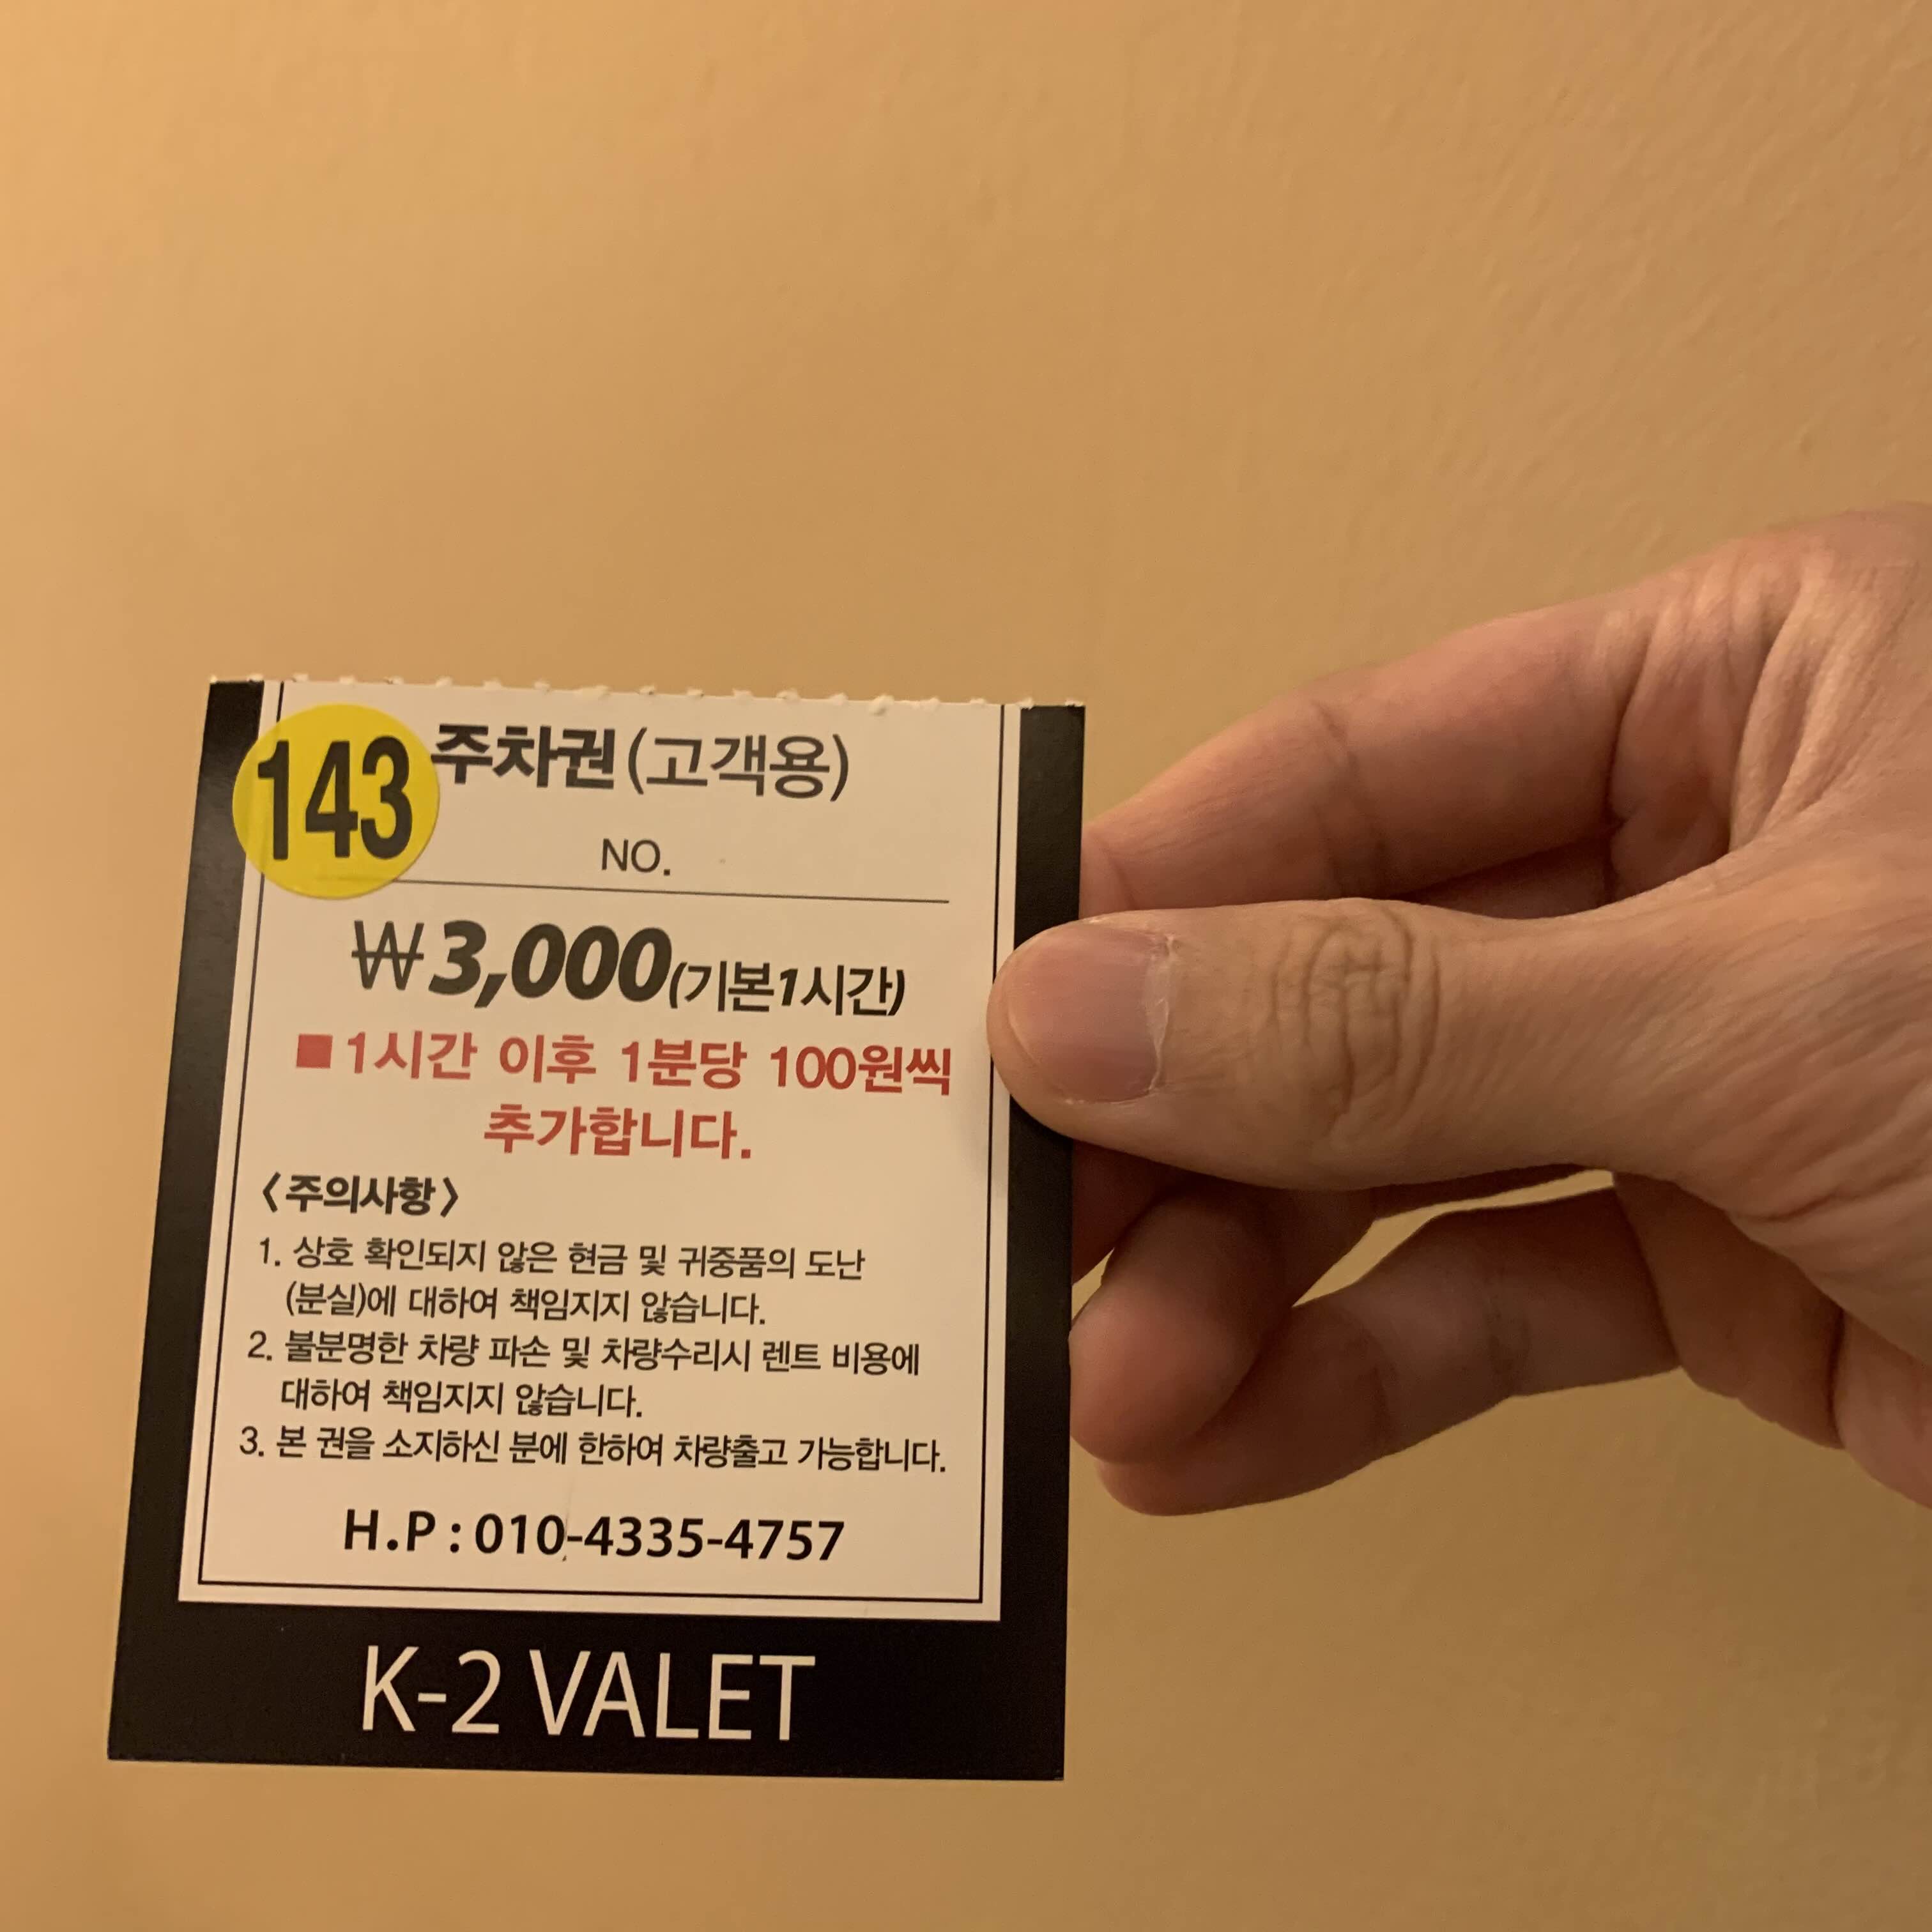 143
주차권(고객용)
NO.
₩3,000(기본1시간)
■1시간 이후 1분당 100원씩
추가합니다.
〈주의사항〉
1. 상호 확인되지 않은 현금 및 귀중품의 도난
(분실)에 대하여 책임지지 않습니다.
2. 불분명한 차량 파손 및 차량수리시 렌트 비용에
대하여 책임지지 않습니다.
3. 본 권을 소지하신 분에 한하여 차량출고 가능합니다.
H.P : 010-4335-4757
K-2 VALET